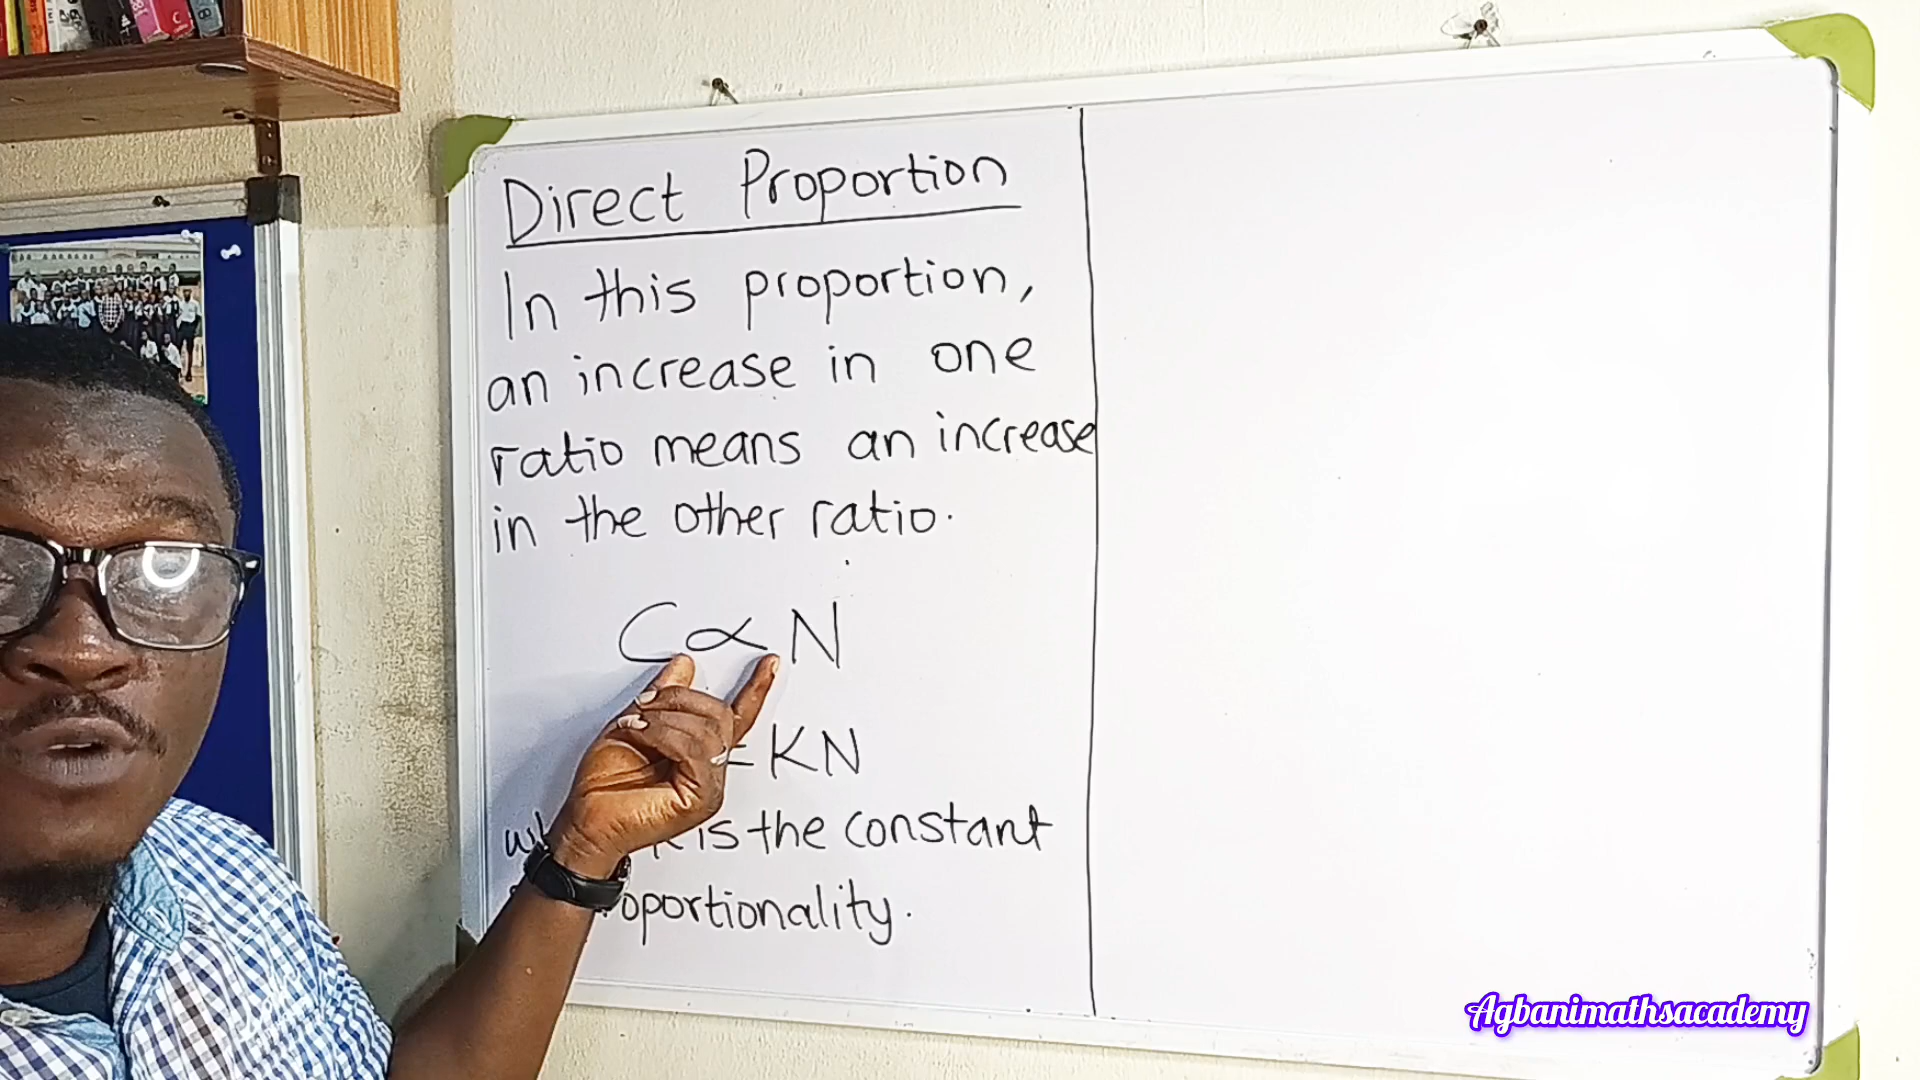 Direct Proportion
In this proportion,
an increase in one
ratio means an increase
in the other ratio.
C ∝ N
= KN
is the constant
proportionality.
Agbanimathsacademy